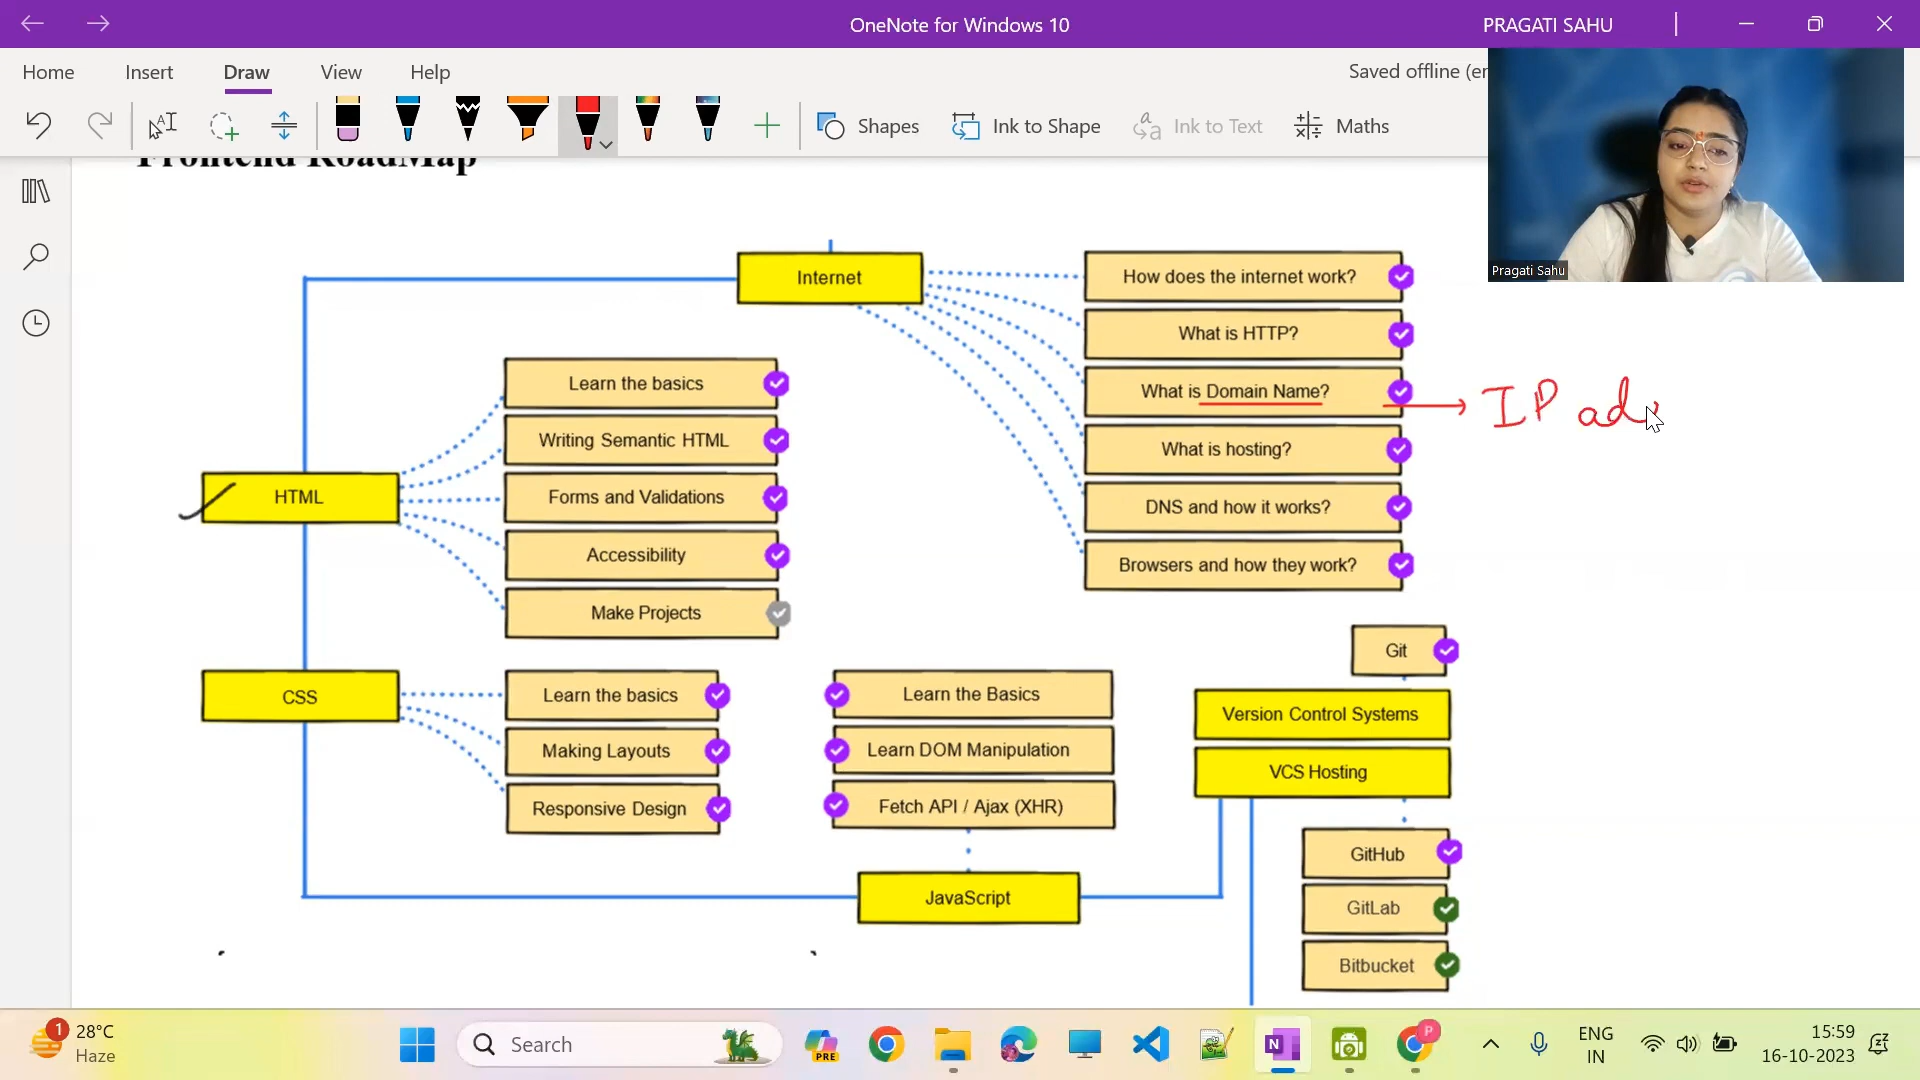 OneNote for Windows 10
PRAGATI SAHU
Home Insert Draw View Help
Saved offline (er
Shapes Ink to Shape Ink to Text Maths
Pragati Sahu
Frontend RoadMap
Internet
How does the internet work?
What is HTTP?
What is Domain Name?
IP ad
What is hosting?
DNS and how it works?
Browsers and how they work?
HTML
Learn the basics
Writing Semantic HTML
Forms and Validations
Accessibility
Make Projects
CSS
Learn the basics
Making Layouts
Responsive Design
Learn the Basics
Learn DOM Manipulation
Fetch API / Ajax (XHR)
JavaScript
Git
Version Control Systems
VCS Hosting
GitHub
GitLab
Bitbucket
1
28°C
Haze
Search
PRE
N
P
ENG
IN
15:59
16-10-2023